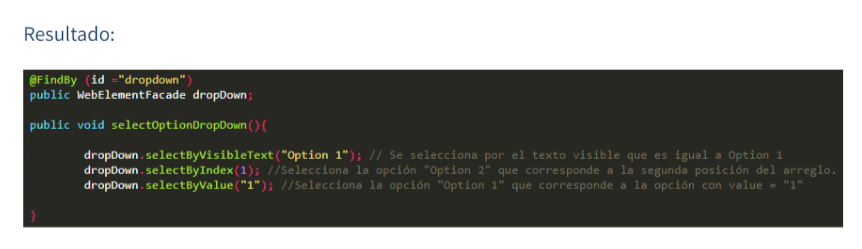 Resultado:
@FindBy (id ="dropdown")
public WebElementFacade dropDown;
public void selectOptionDropDown(){
dropDown.selectByVisibleText("Option 1"); // Se selecciona por el texto visible que es igual a Option 1
dropDown.selectByIndex(1); //Selecciona la opción "Option 2" que corresponde a la segunda posición del arreglo.
dropDown.selectByValue("1"); //Selecciona la opción "Option 1" que corresponde a la opción con value = "1"
}